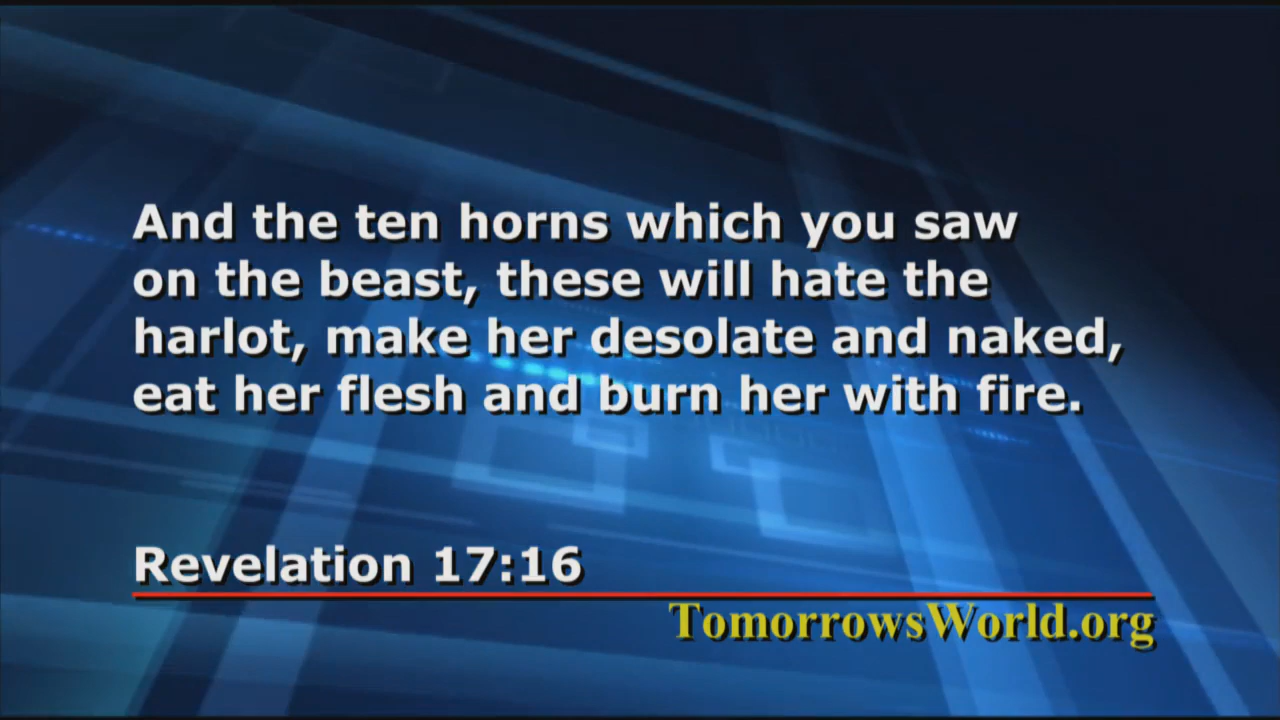 And the ten horns which you saw
on the beast, these will hate the
harlot, make her desolate and naked,
eat her flesh and burn her with fire.
Revelation 17:16
TomorrowsWorld.org